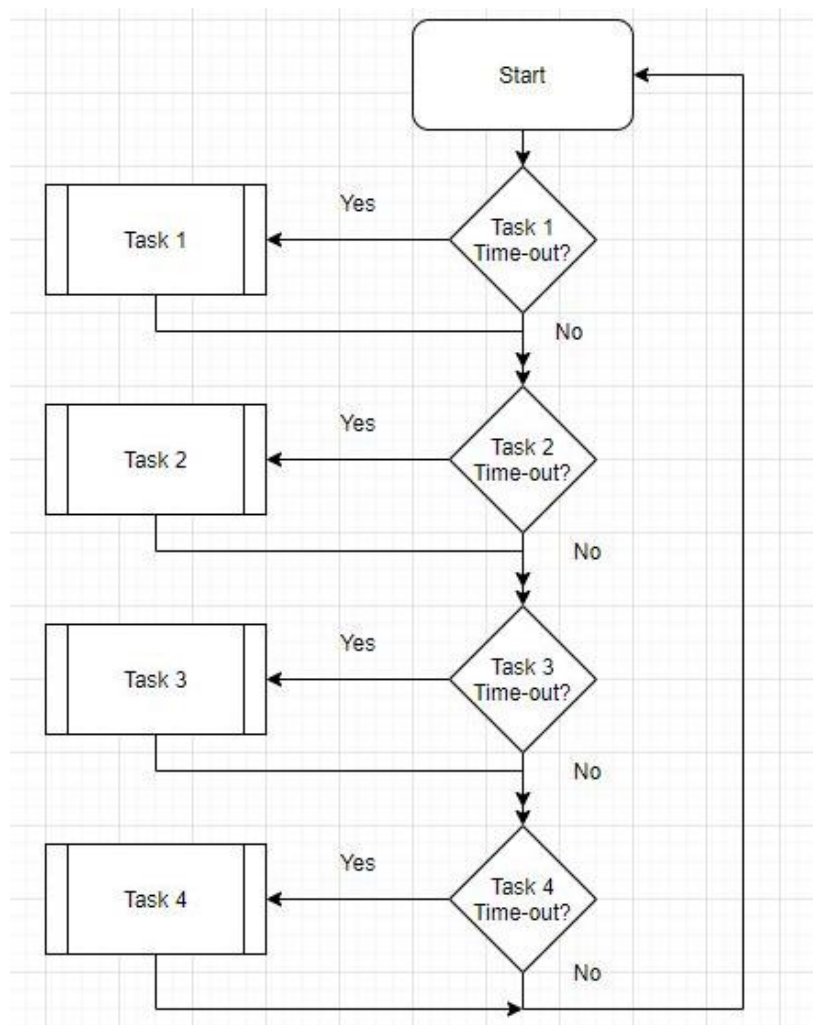 Start
Yes
Task 1
Time-out?
Task 1
No
Yes
Task 2
Time-out?
Task 2
No
Yes
Task 3
Time-out?
Task 3
No
Yes
Task 4
Time-out?
Task 4
No